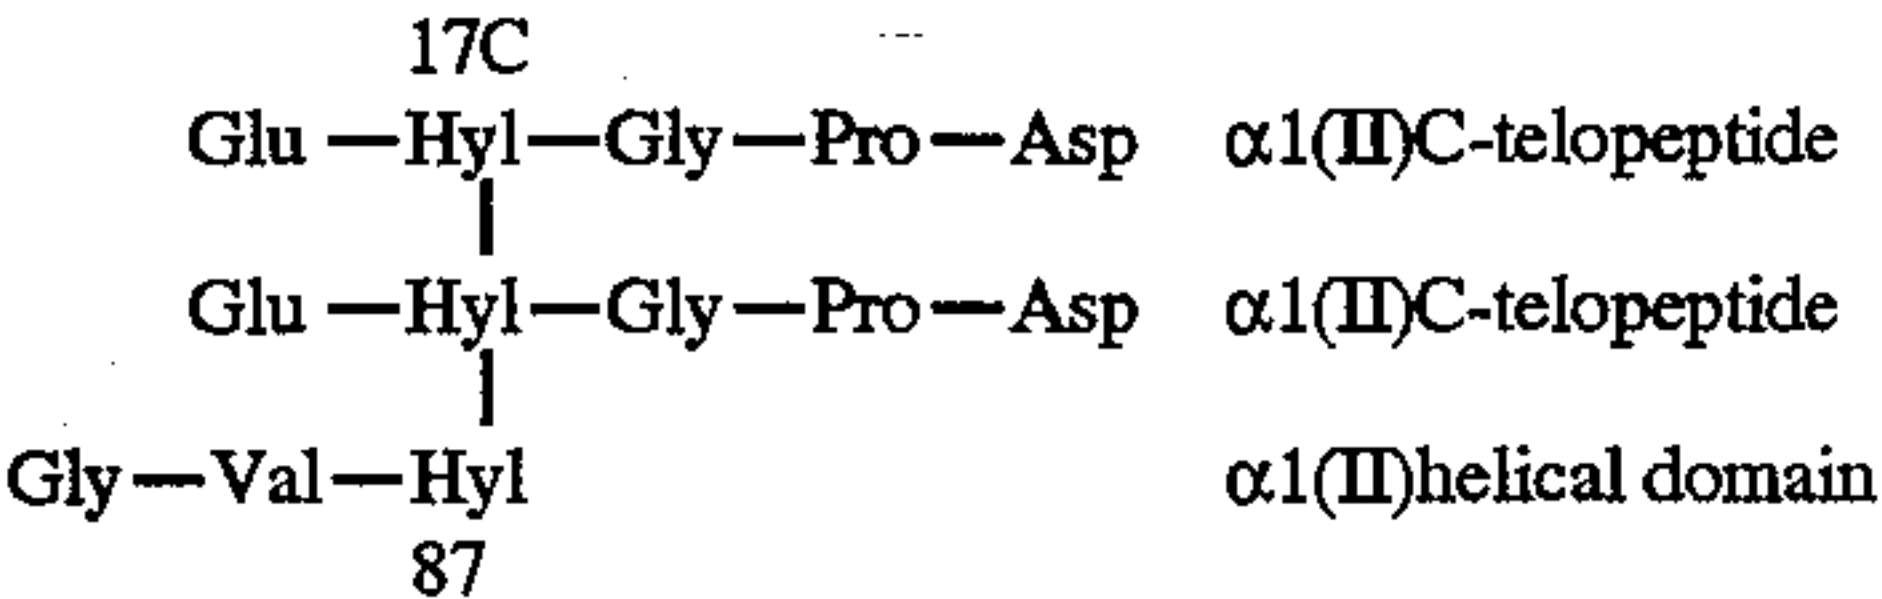 17C
Glu—Hyl—Gly—Pro—Asp α1(II)C-telopeptide
Glu—Hyl—Gly—Pro—Asp α1(II)C-telopeptide
Gly—Val—Hyl α1(II)helical domain
87